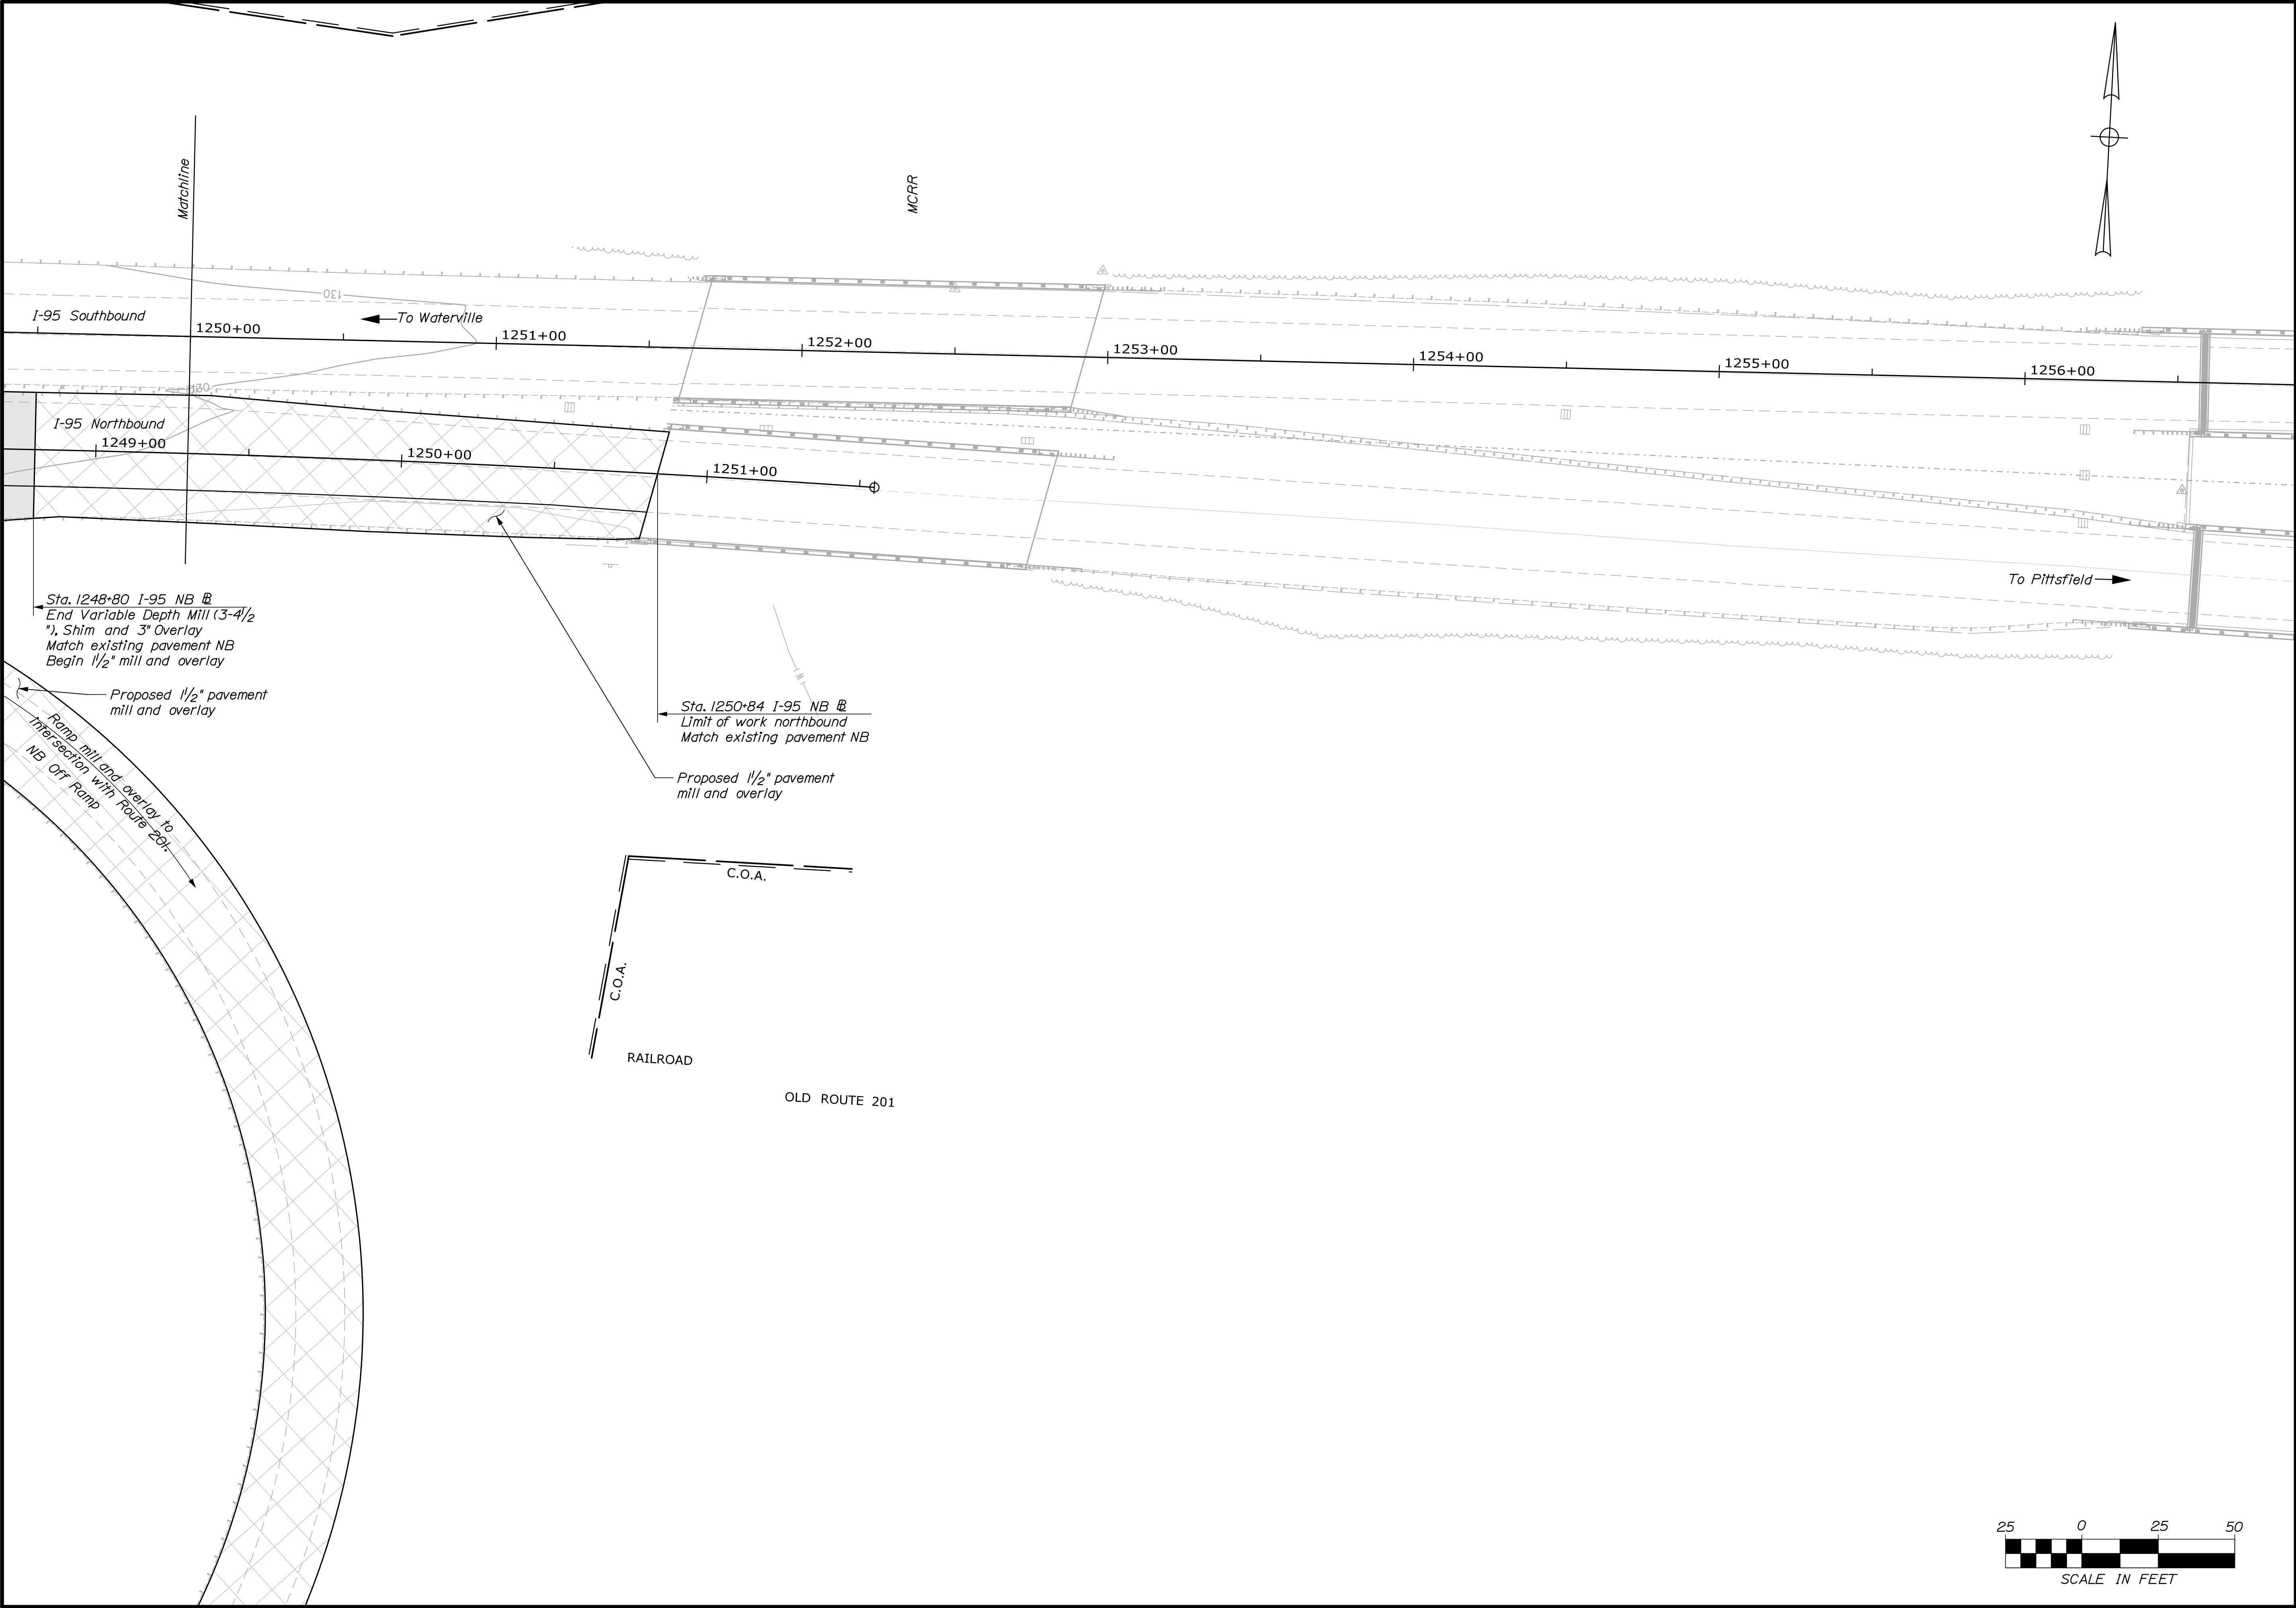 Matchline
MCRR
130
I-95 Southbound
To Waterville
1250+00
1251+00
1252+00
1253+00
1254+00
1255+00
1256+00
130
I-95 Northbound
1249+00
1250+00
1251+00
To Pittsfield
Sta. 1248+80 I-95 NB BL
End Variable Depth Mill (3-4 1/2
"), Shim and 3" Overlay
Match existing pavement NB
Begin 1 1/2" mill and overlay
Proposed 1 1/2" pavement
mill and overlay
Ramp mill and overlay to
intersection with Route 201.
NB Off Ramp
Sta. 1250+84 I-95 NB BL
Limit of work northbound
Match existing pavement NB
Proposed 1 1/2" pavement
mill and overlay
C.O.A.
C.O.A.
RAILROAD
OLD ROUTE 201
25 0 25 50
SCALE IN FEET